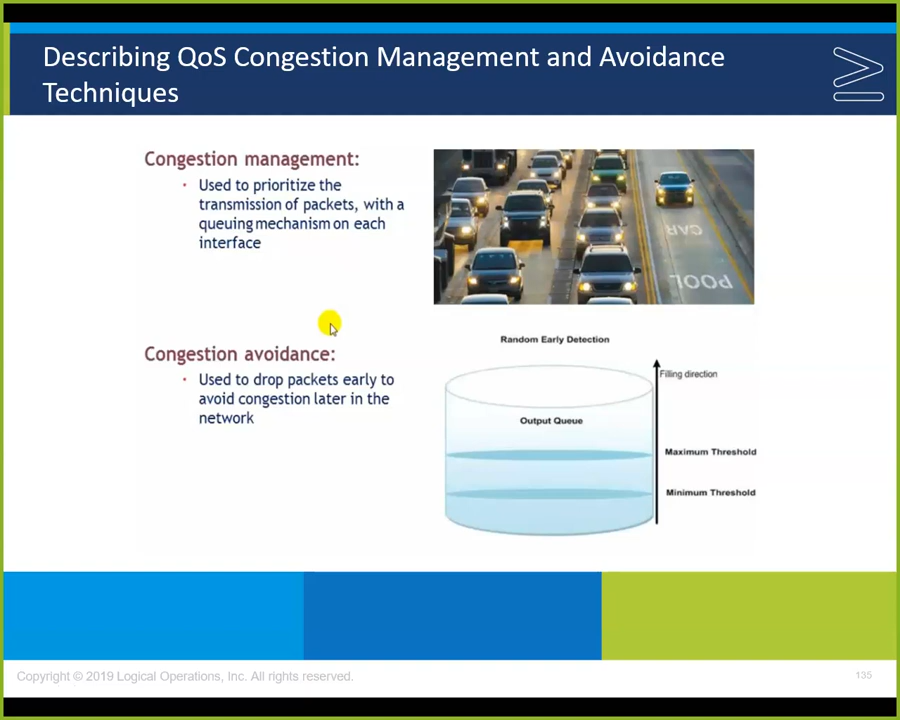 Describing QoS Congestion Management and Avoidance
Techniques
Congestion management:
· Used to prioritize the
transmission of packets, with a
queuing mechanism on each
interface
CAR
POOL
Congestion avoidance:
· Used to drop packets early to
avoid congestion later in the
network
Random Early Detection
Filling direction
Output Queue
Maximum Threshold
Minimum Threshold
Copyright © 2019 Logical Operations, Inc. All rights reserved.
135